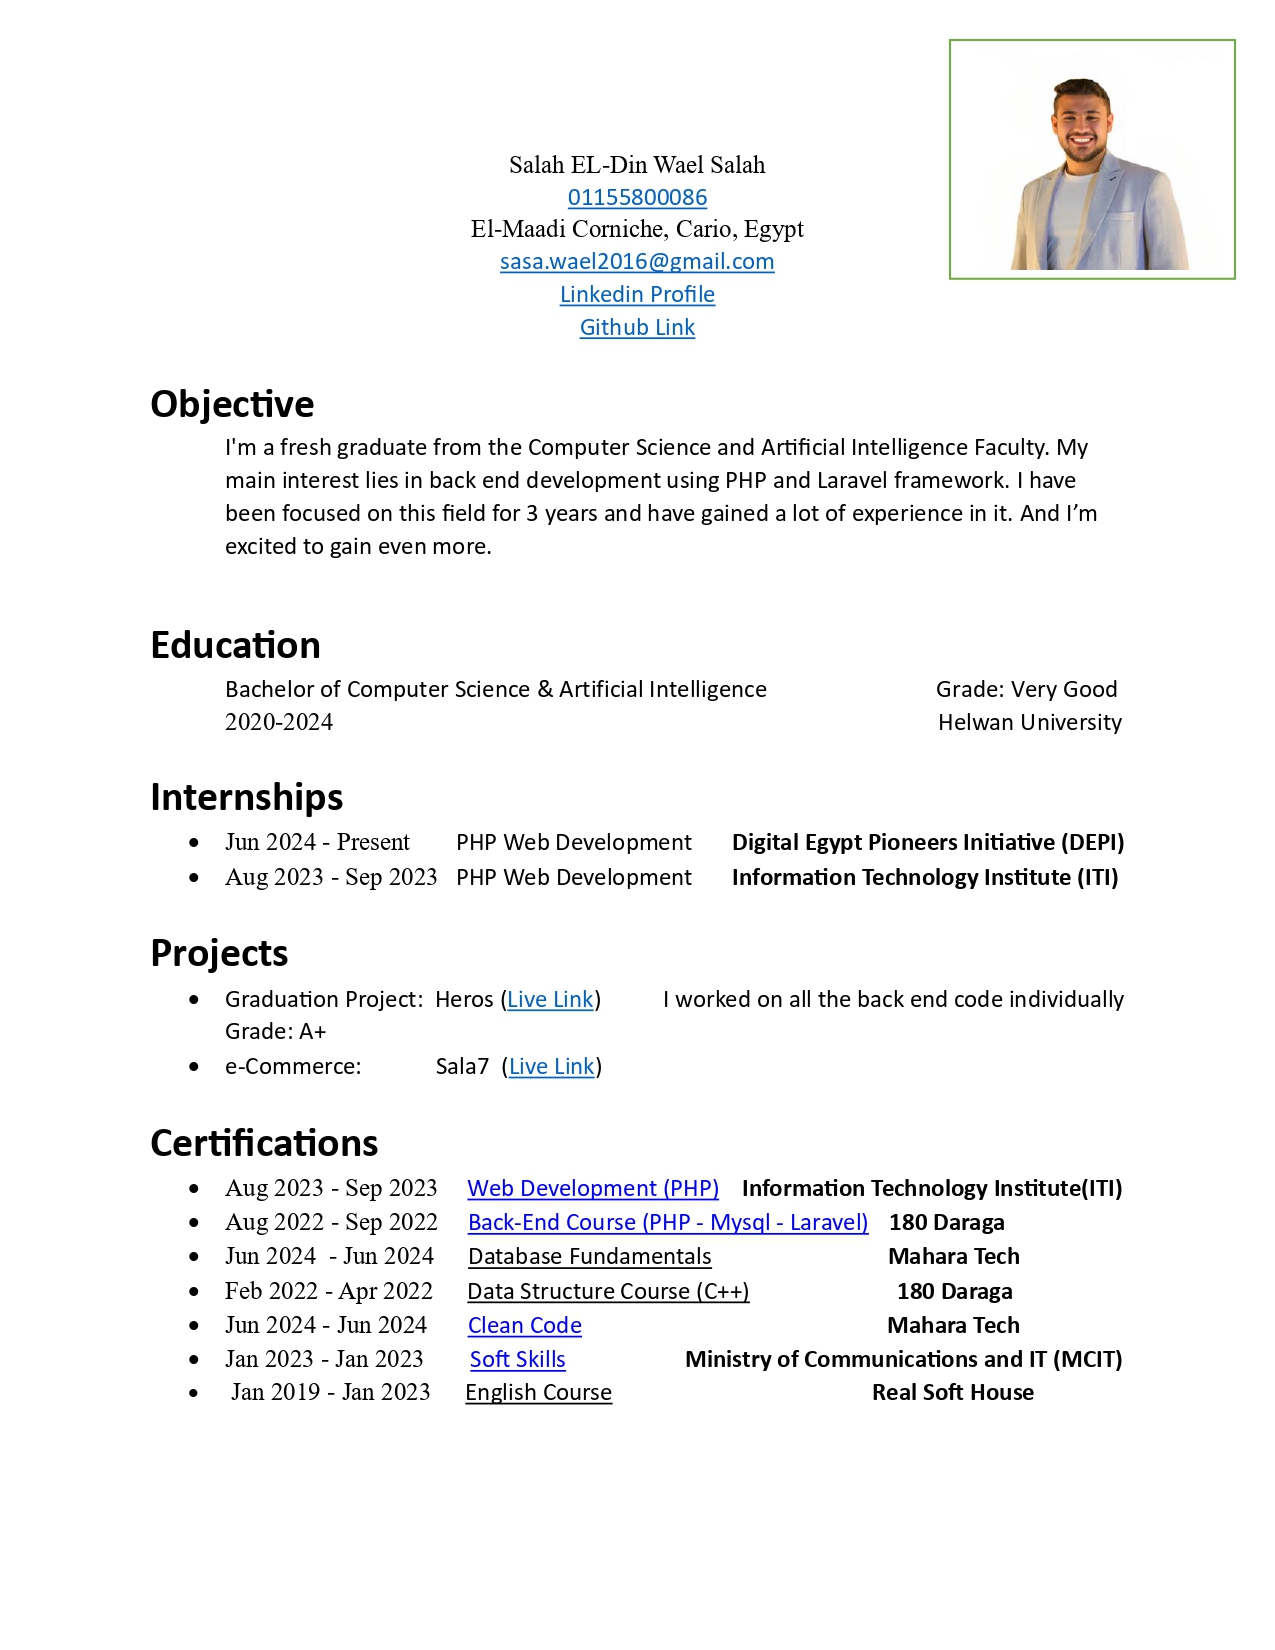 Salah EL-Din Wael Salah
01155800086
El-Maadi Corniche, Cario, Egypt
sasa.wael2016@gmail.com
Linkedin Profile
Github Link
Objective
I'm a fresh graduate from the Computer Science and Artificial Intelligence Faculty. My
main interest lies in back end development using PHP and Laravel framework. I have
been focused on this field for 3 years and have gained a lot of experience in it. And I’m
excited to gain even more.
Education
Bachelor of Computer Science & Artificial Intelligence Grade: Very Good
2020-2024 Helwan University
Internships
• Jun 2024 - Present PHP Web Development Digital Egypt Pioneers Initiative (DEPI)
• Aug 2023 - Sep 2023 PHP Web Development Information Technology Institute (ITI)
Projects
• Graduation Project: Heros (Live Link) I worked on all the back end code individually
Grade: A+
• e-Commerce: Sala7 (Live Link)
Certifications
• Aug 2023 - Sep 2023 Web Development (PHP) Information Technology Institute(ITI)
• Aug 2022 - Sep 2022 Back-End Course (PHP - Mysql - Laravel) 180 Daraga
• Jun 2024 - Jun 2024 Database Fundamentals Mahara Tech
• Feb 2022 - Apr 2022 Data Structure Course (C++) 180 Daraga
• Jun 2024 - Jun 2024 Clean Code Mahara Tech
• Jan 2023 - Jan 2023 Soft Skills Ministry of Communications and IT (MCIT)
• Jan 2019 - Jan 2023 English Course Real Soft House